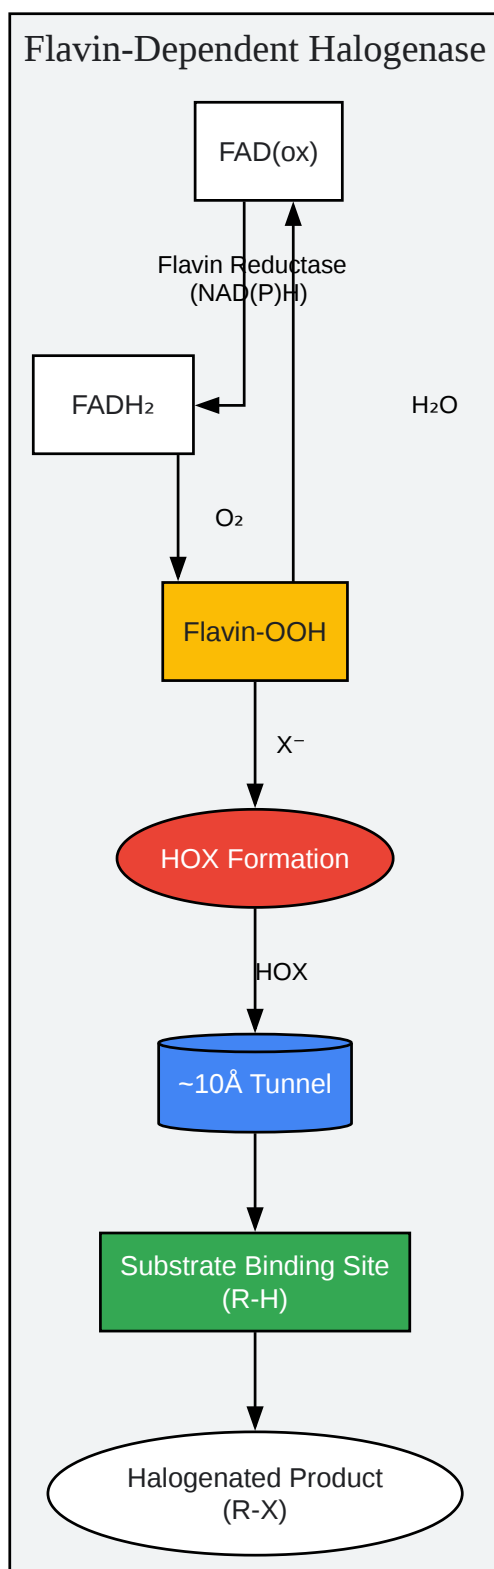 Flavin-Dependent Halogenase
FAD(ox)
Flavin Reductase
(NAD(P)H)
FADH₂
H₂O
O₂
Flavin-OOH
X⁻
HOX Formation
HOX
~10Å Tunnel
Substrate Binding Site
(R-H)
Halogenated Product
(R-X)